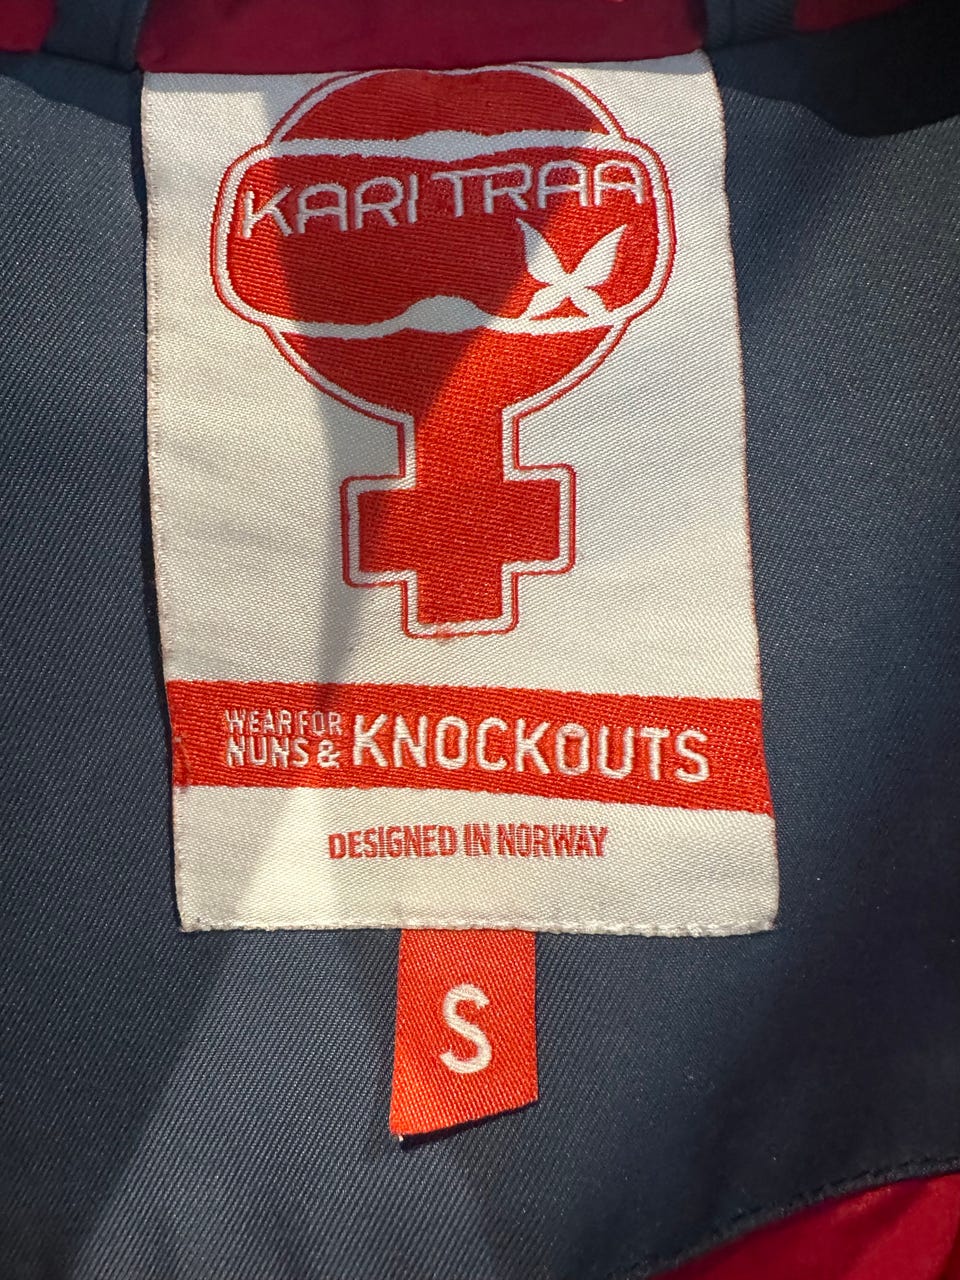 KARI TRAA
WEAR FOR
NUNS & KNOCKOUTS
DESIGNED IN NORWAY
S